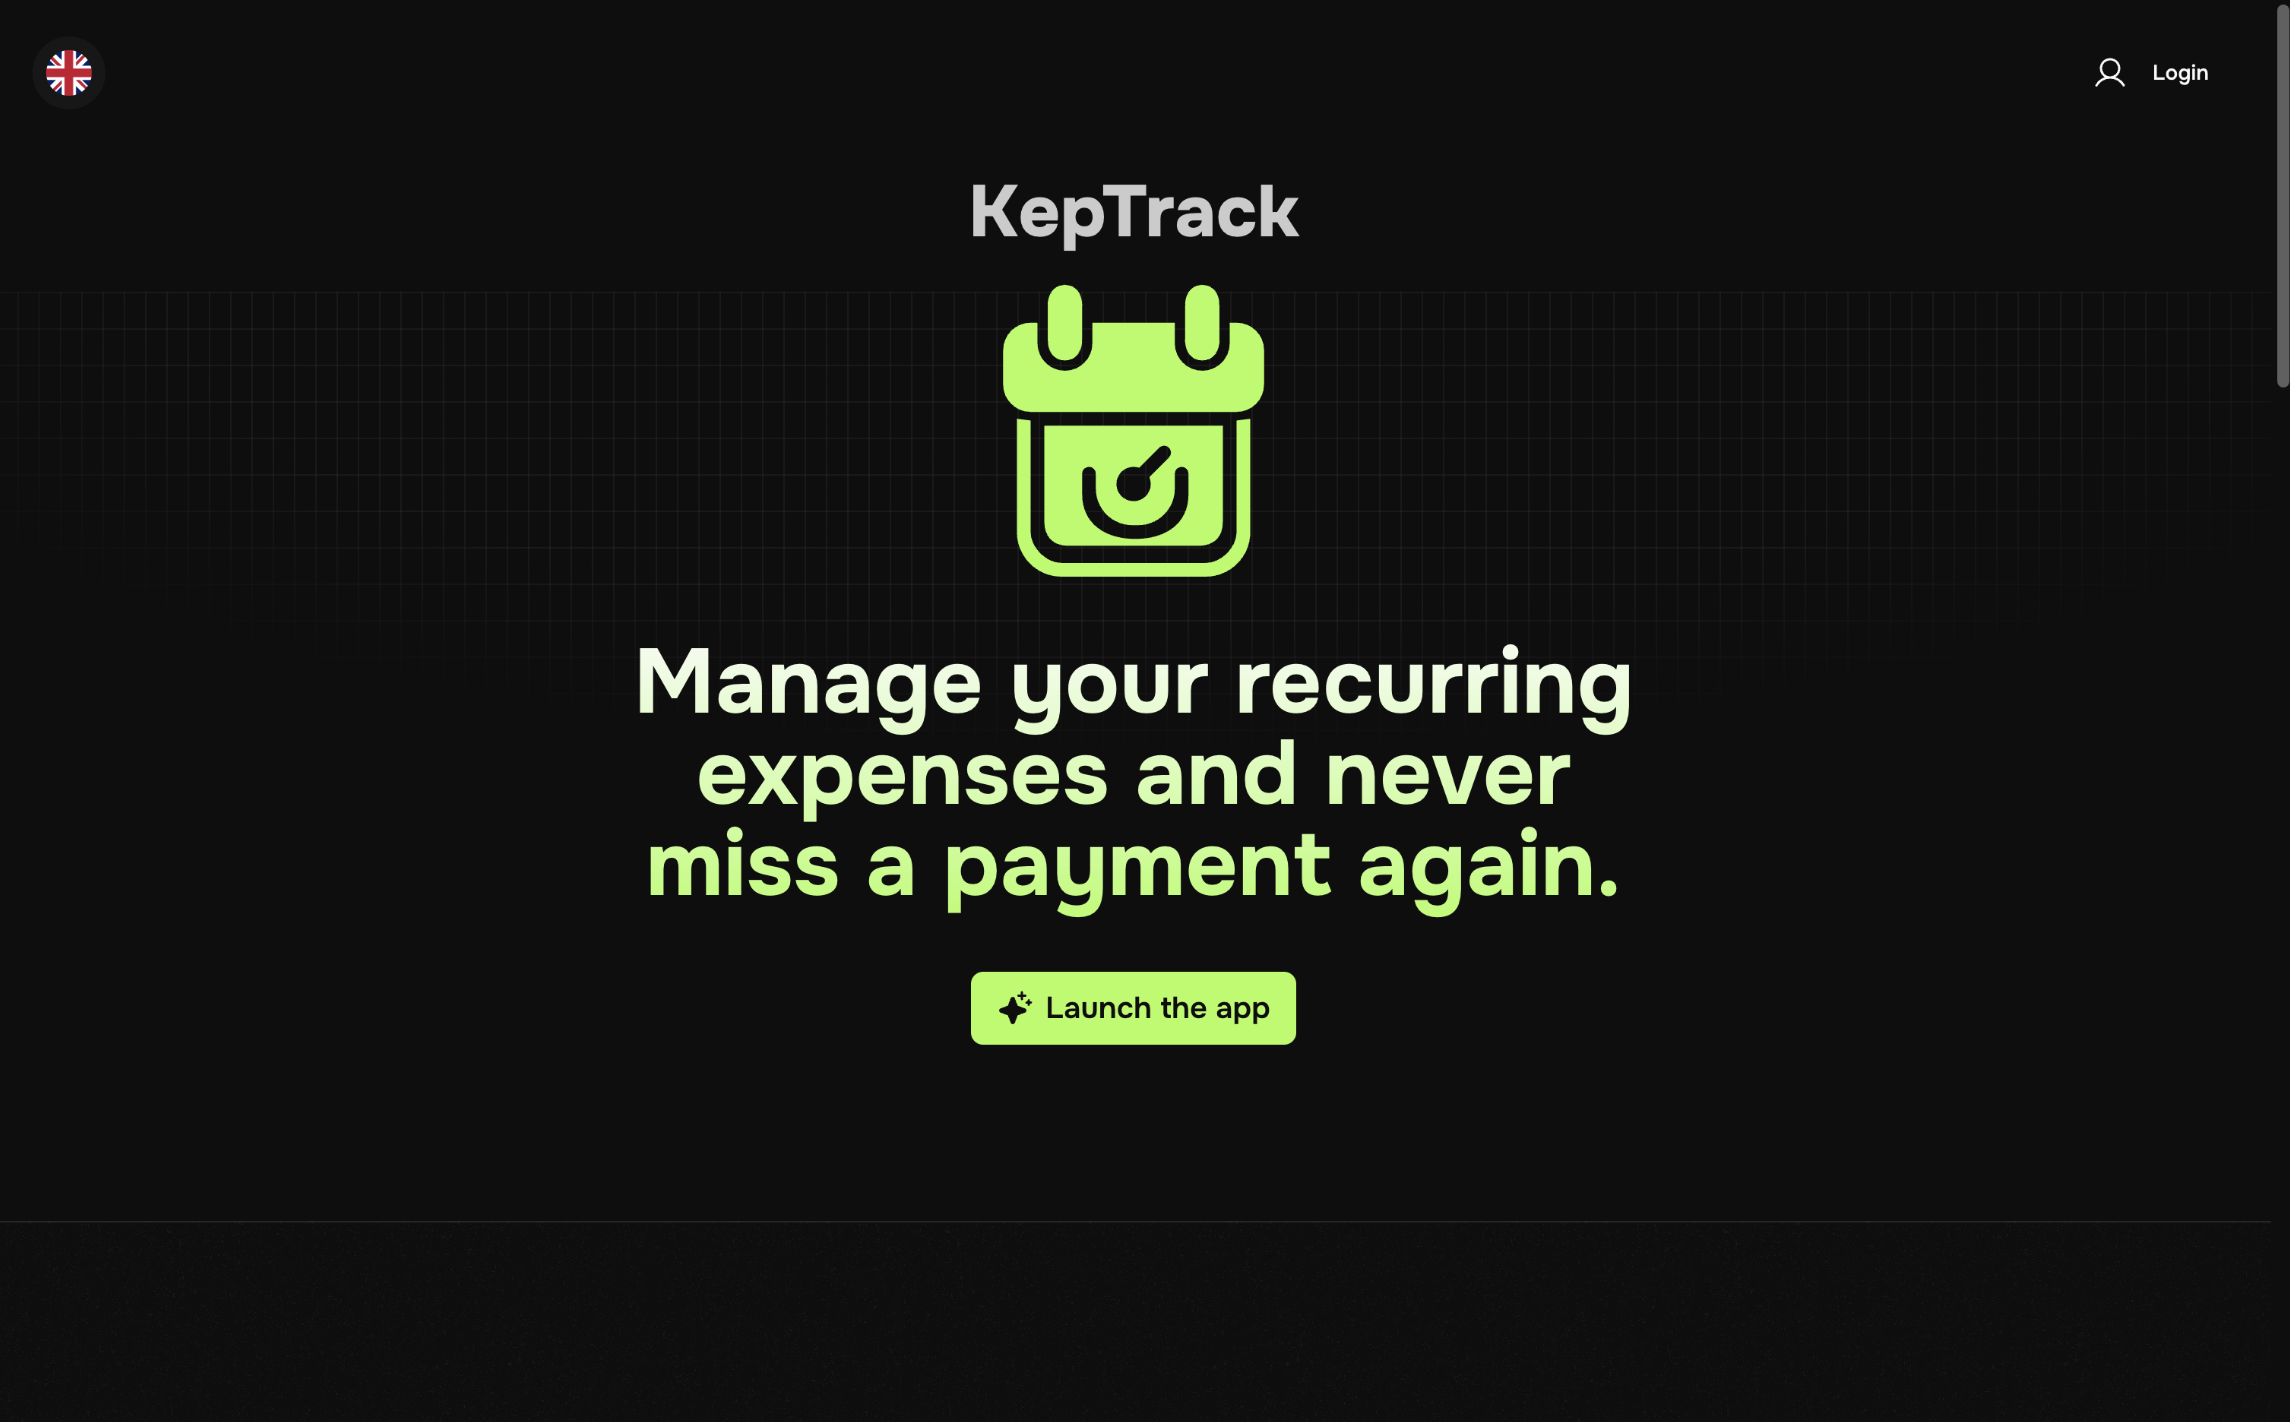 Login
KepTrack
Manage your recurring
expenses and never
miss a payment again.
Launch the app